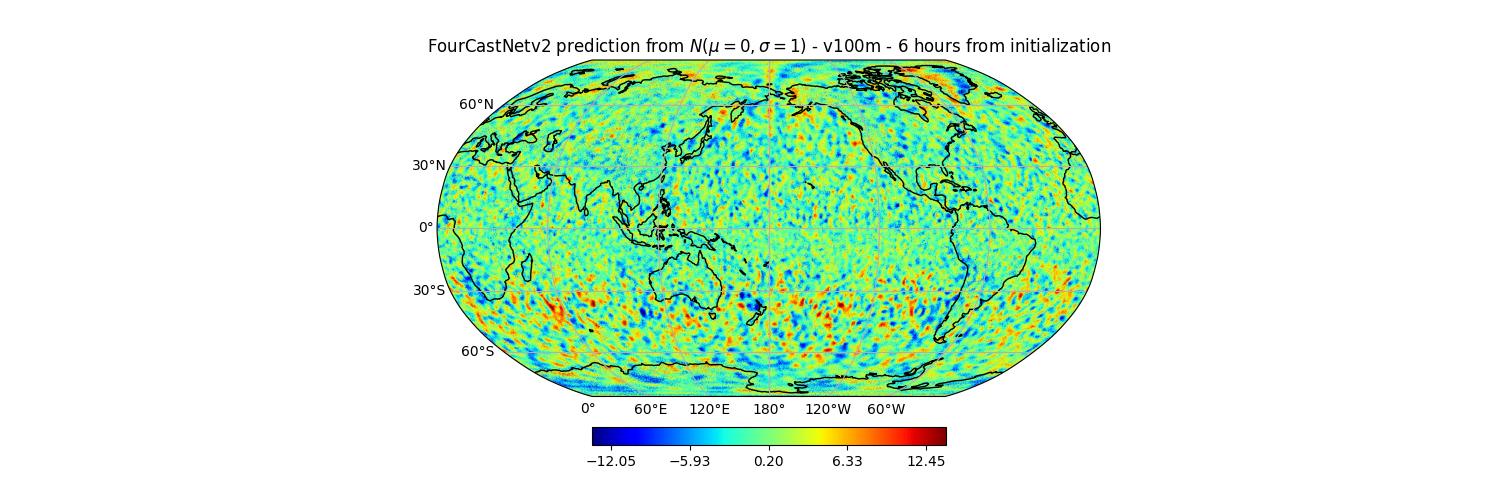 FourCastNetv2 prediction from N(μ = 0, σ = 1) - v100m - 6 hours from initialization
60°N
30°N
0°
30°S
60°S
0° 60°E 120°E 180° 120°W 60°W
−12.05 −5.93 0.20 6.33 12.45